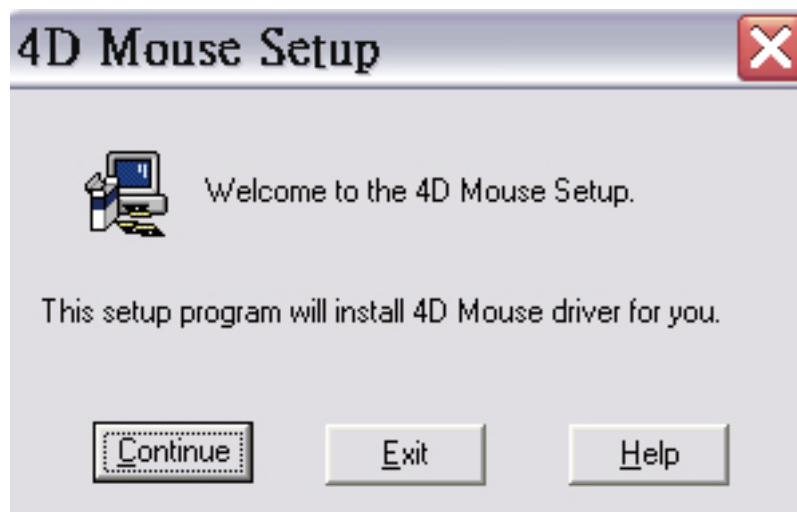 4D Mouse Setup
Welcome to the 4D Mouse Setup.
This setup program will install 4D Mouse driver for you.
Continue Exit Help